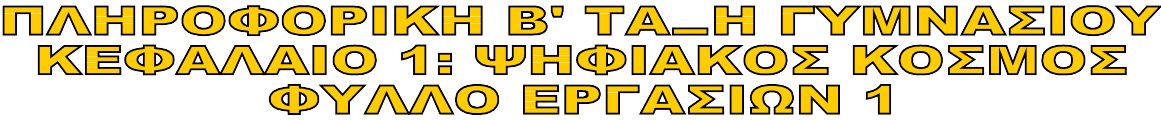 ΠΛΗΡΟΦΟΡΙΚΗ Β' ΤΑ_Η ΓΥΜΝΑΣΙΟΥ
ΚΕΦΑΛΑΙΟ 1: ΨΗΦΙΑΚΟΣ ΚΟΣΜΟΣ
ΦΥΛΛΟ ΕΡΓΑΣΙΩΝ 1